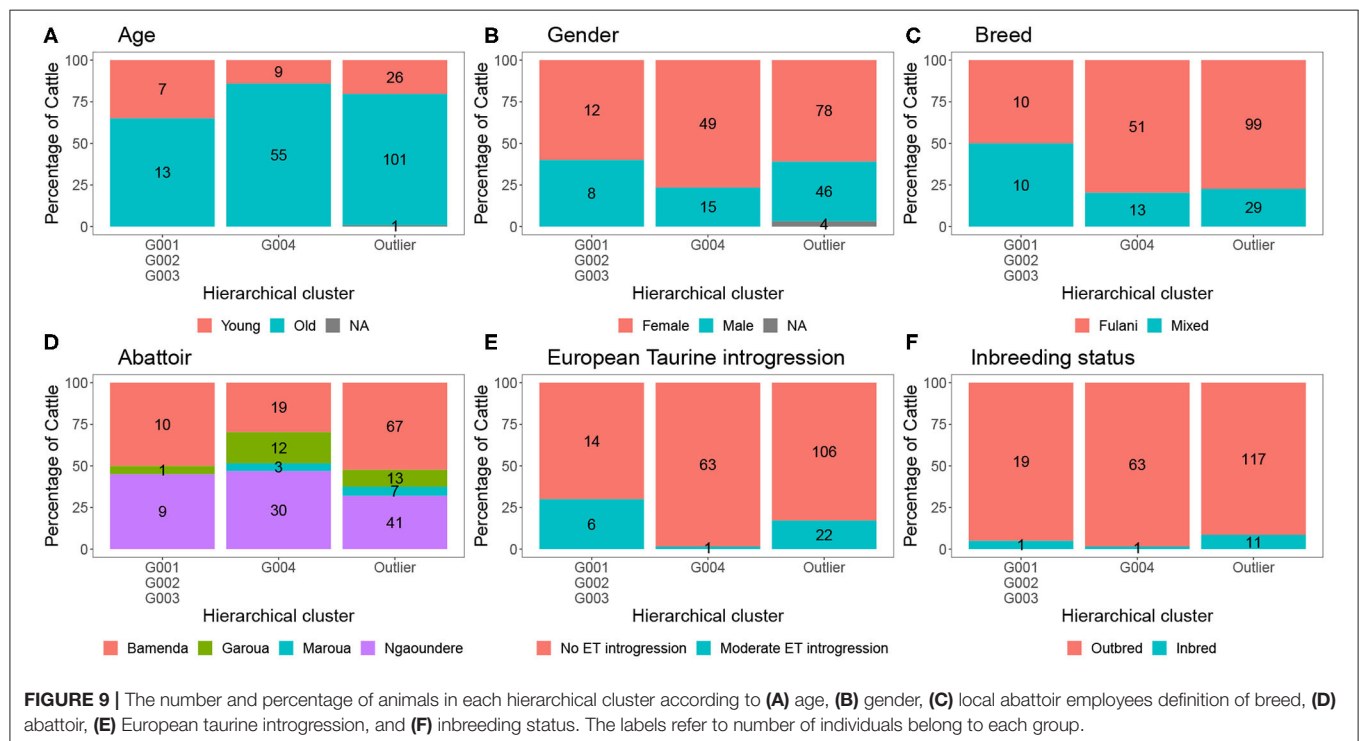 A Age
Percentage of Cattle
100
75
50
25
0
7
13
9
55
26
101
1
G001
G002
G003
G004
Outlier
Hierarchical cluster
Young Old NA
B Gender
Percentage of Cattle
100
75
50
25
0
12
8
49
15
78
46
4
G001
G002
G003
G004
Outlier
Hierarchical cluster
Female Male NA
C Breed
Percentage of Cattle
100
75
50
25
0
10
10
51
13
99
29
G001
G002
G003
G004
Outlier
Hierarchical cluster
Fulani Mixed
D Abattoir
Percentage of Cattle
100
75
50
25
0
10
1
9
19
12
3
30
67
13
7
41
G001
G002
G003
G004
Outlier
Hierarchical cluster
Bamenda Garoua Maroua Ngaoundere
E European Taurine introgression
Percentage of Cattle
100
75
50
25
0
14
6
63
1
106
22
G001
G002
G003
G004
Outlier
Hierarchical cluster
No ET introgression Moderate ET introgression
F Inbreeding status
Percentage of Cattle
100
75
50
25
0
19
1
63
1
117
11
G001
G002
G003
G004
Outlier
Hierarchical cluster
Outbred Inbred
FIGURE 9 | The number and percentage of animals in each hierarchical cluster according to (A) age, (B) gender, (C) local abattoir employees definition of breed, (D)
abattoir, (E) European taurine introgression, and (F) inbreeding status. The labels refer to number of individuals belong to each group.